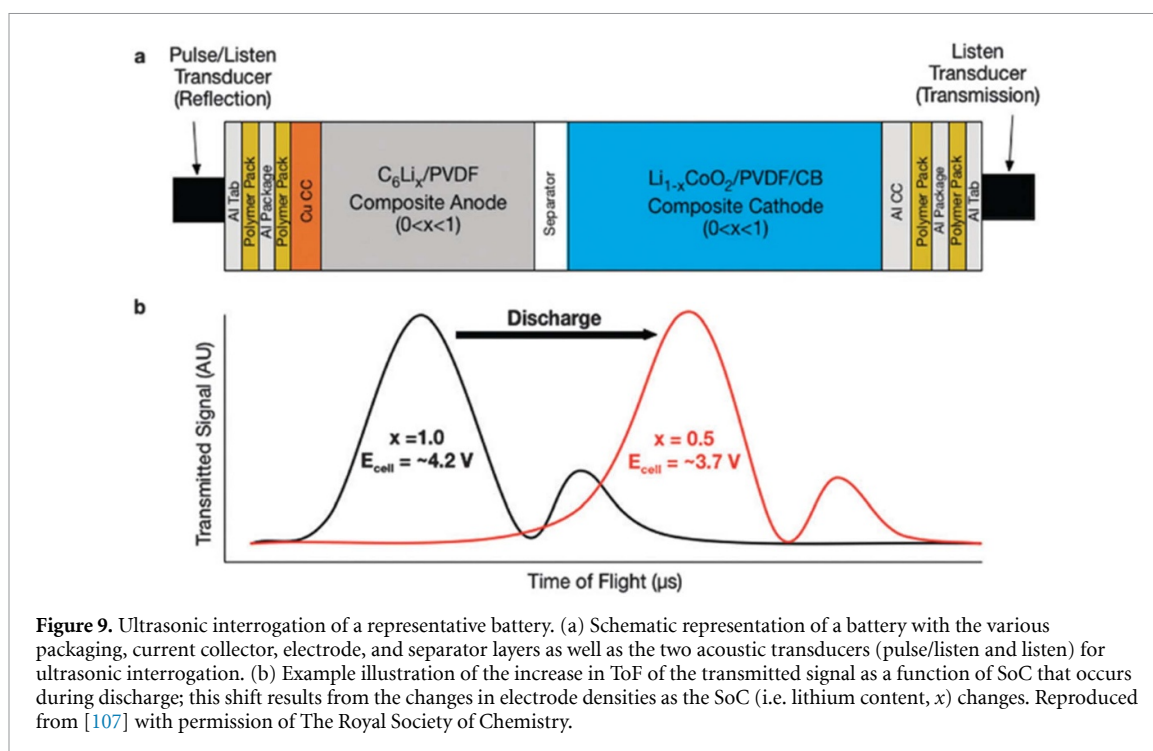 a
Pulse/Listen
Transducer
(Reflection)
Listen
Transducer
(Transmission)
Al Tab
Polymer Pack
Al Package
Polymer Pack
Cu CC
C₆Liₓ/PVDF
Composite Anode
(0<x<1)
Separator
Li₁₋ₓCoO₂/PVDF/CB
Composite Cathode
(0<x<1)
Al CC
Polymer Pack
Al Package
Polymer Pack
Al Tab
b
Discharge
Transmitted Signal (AU)
x =1.0
E_cell = ~4.2 V
x = 0.5
E_cell = ~3.7 V
Time of Flight (μs)
Figure 9. Ultrasonic interrogation of a representative battery. (a) Schematic representation of a battery with the various
packaging, current collector, electrode, and separator layers as well as the two acoustic transducers (pulse/listen and listen) for
ultrasonic interrogation. (b) Example illustration of the increase in ToF of the transmitted signal as a function of SoC that occurs
during discharge; this shift results from the changes in electrode densities as the SoC (i.e. lithium content, x) changes. Reproduced
from [107] with permission of The Royal Society of Chemistry.